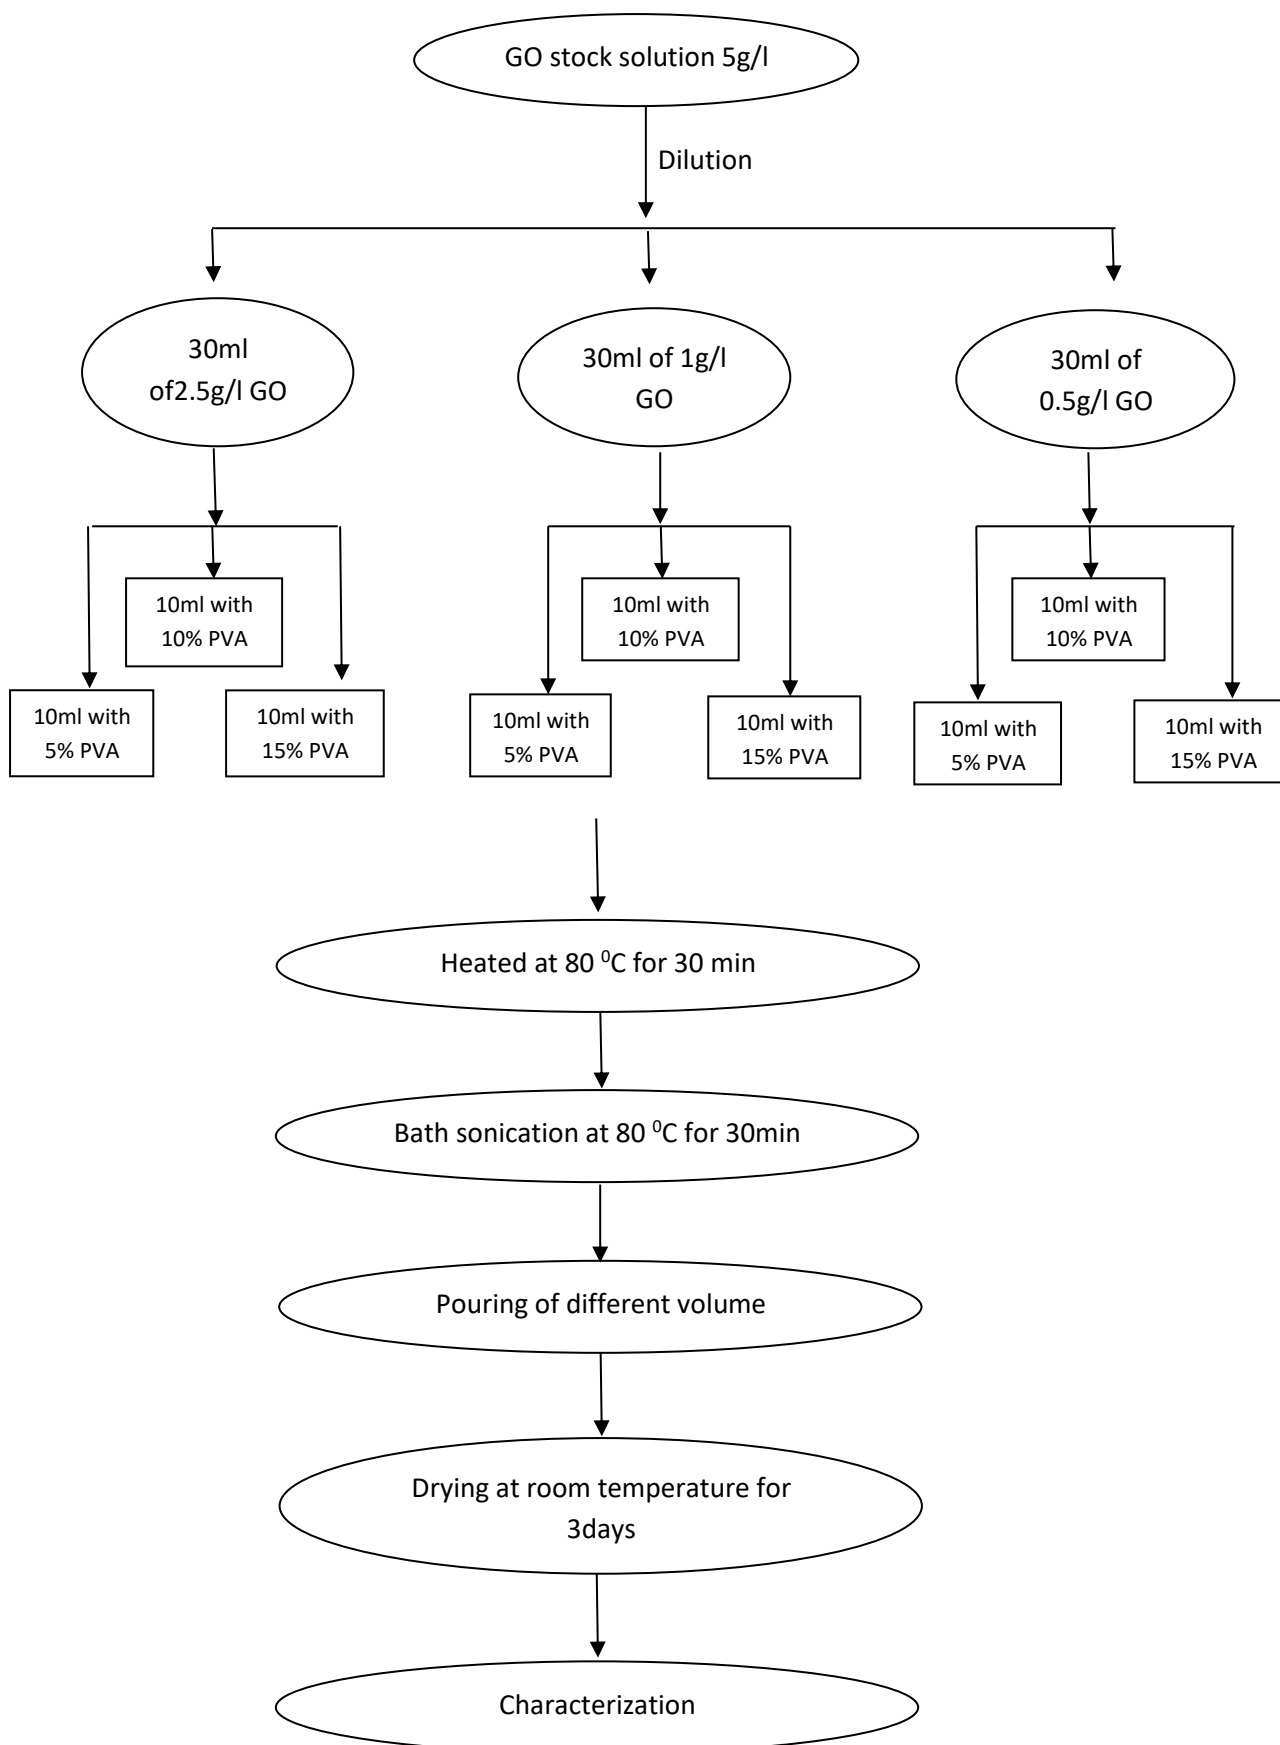 GO stock solution 5g/l
Dilution
30ml
of2.5g/l GO
30ml of 1g/l
GO
30ml of
0.5g/l GO
10ml with
10% PVA
10ml with
5% PVA
10ml with
15% PVA
10ml with
10% PVA
10ml with
5% PVA
10ml with
15% PVA
10ml with
10% PVA
10ml with
5% PVA
10ml with
15% PVA
Heated at 80 ⁰C for 30 min
Bath sonication at 80 ⁰C for 30min
Pouring of different volume
Drying at room temperature for
3days
Characterization